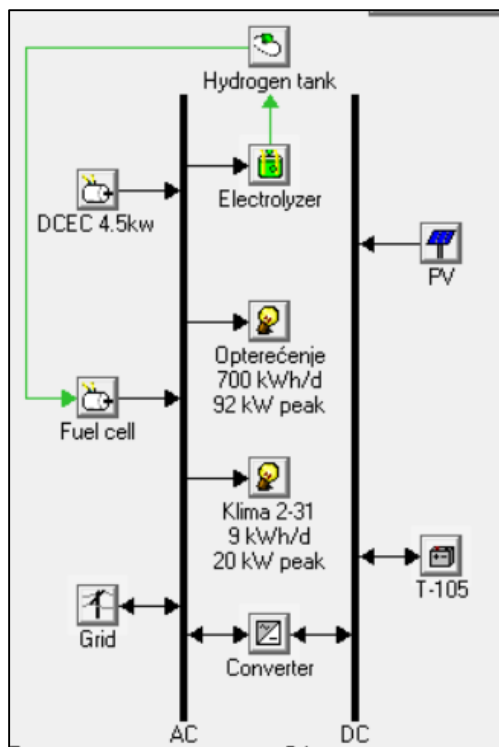 Hydrogen tank
DCEC 4.5kw
Electrolyzer
PV
Opterećenje
700 kWh/d
92 kW peak
Fuel cell
Klima 2-31
9 kWh/d
20 kW peak
T-105
Grid
Converter
AC
DC